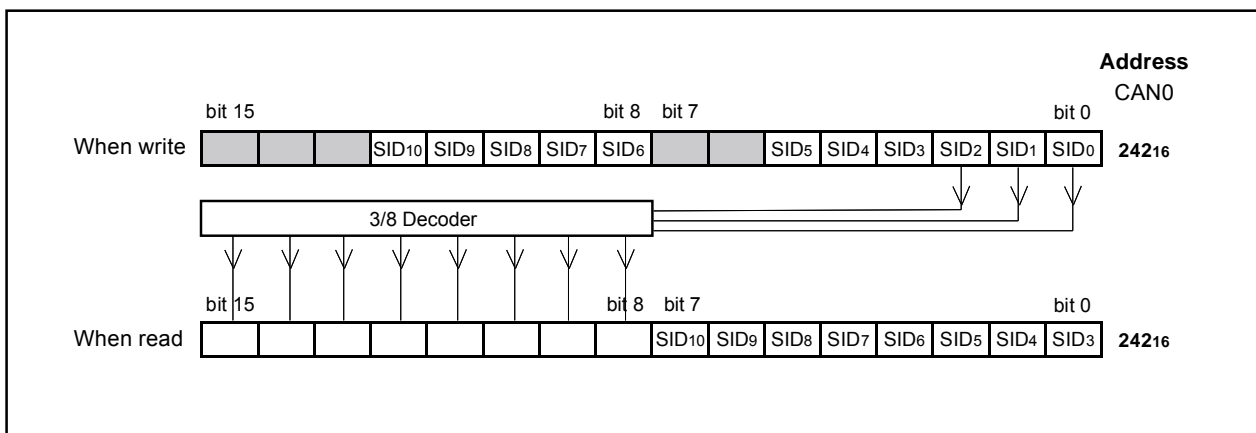 Address
CAN0
bit 15 bit 8 bit 7 bit 0
When write SID10 SID9 SID8 SID7 SID6 SID5 SID4 SID3 SID2 SID1 SID0 24216
3/8 Decoder
bit 15 bit 8 bit 7 bit 0
When read SID10 SID9 SID8 SID7 SID6 SID5 SID4 SID3 24216